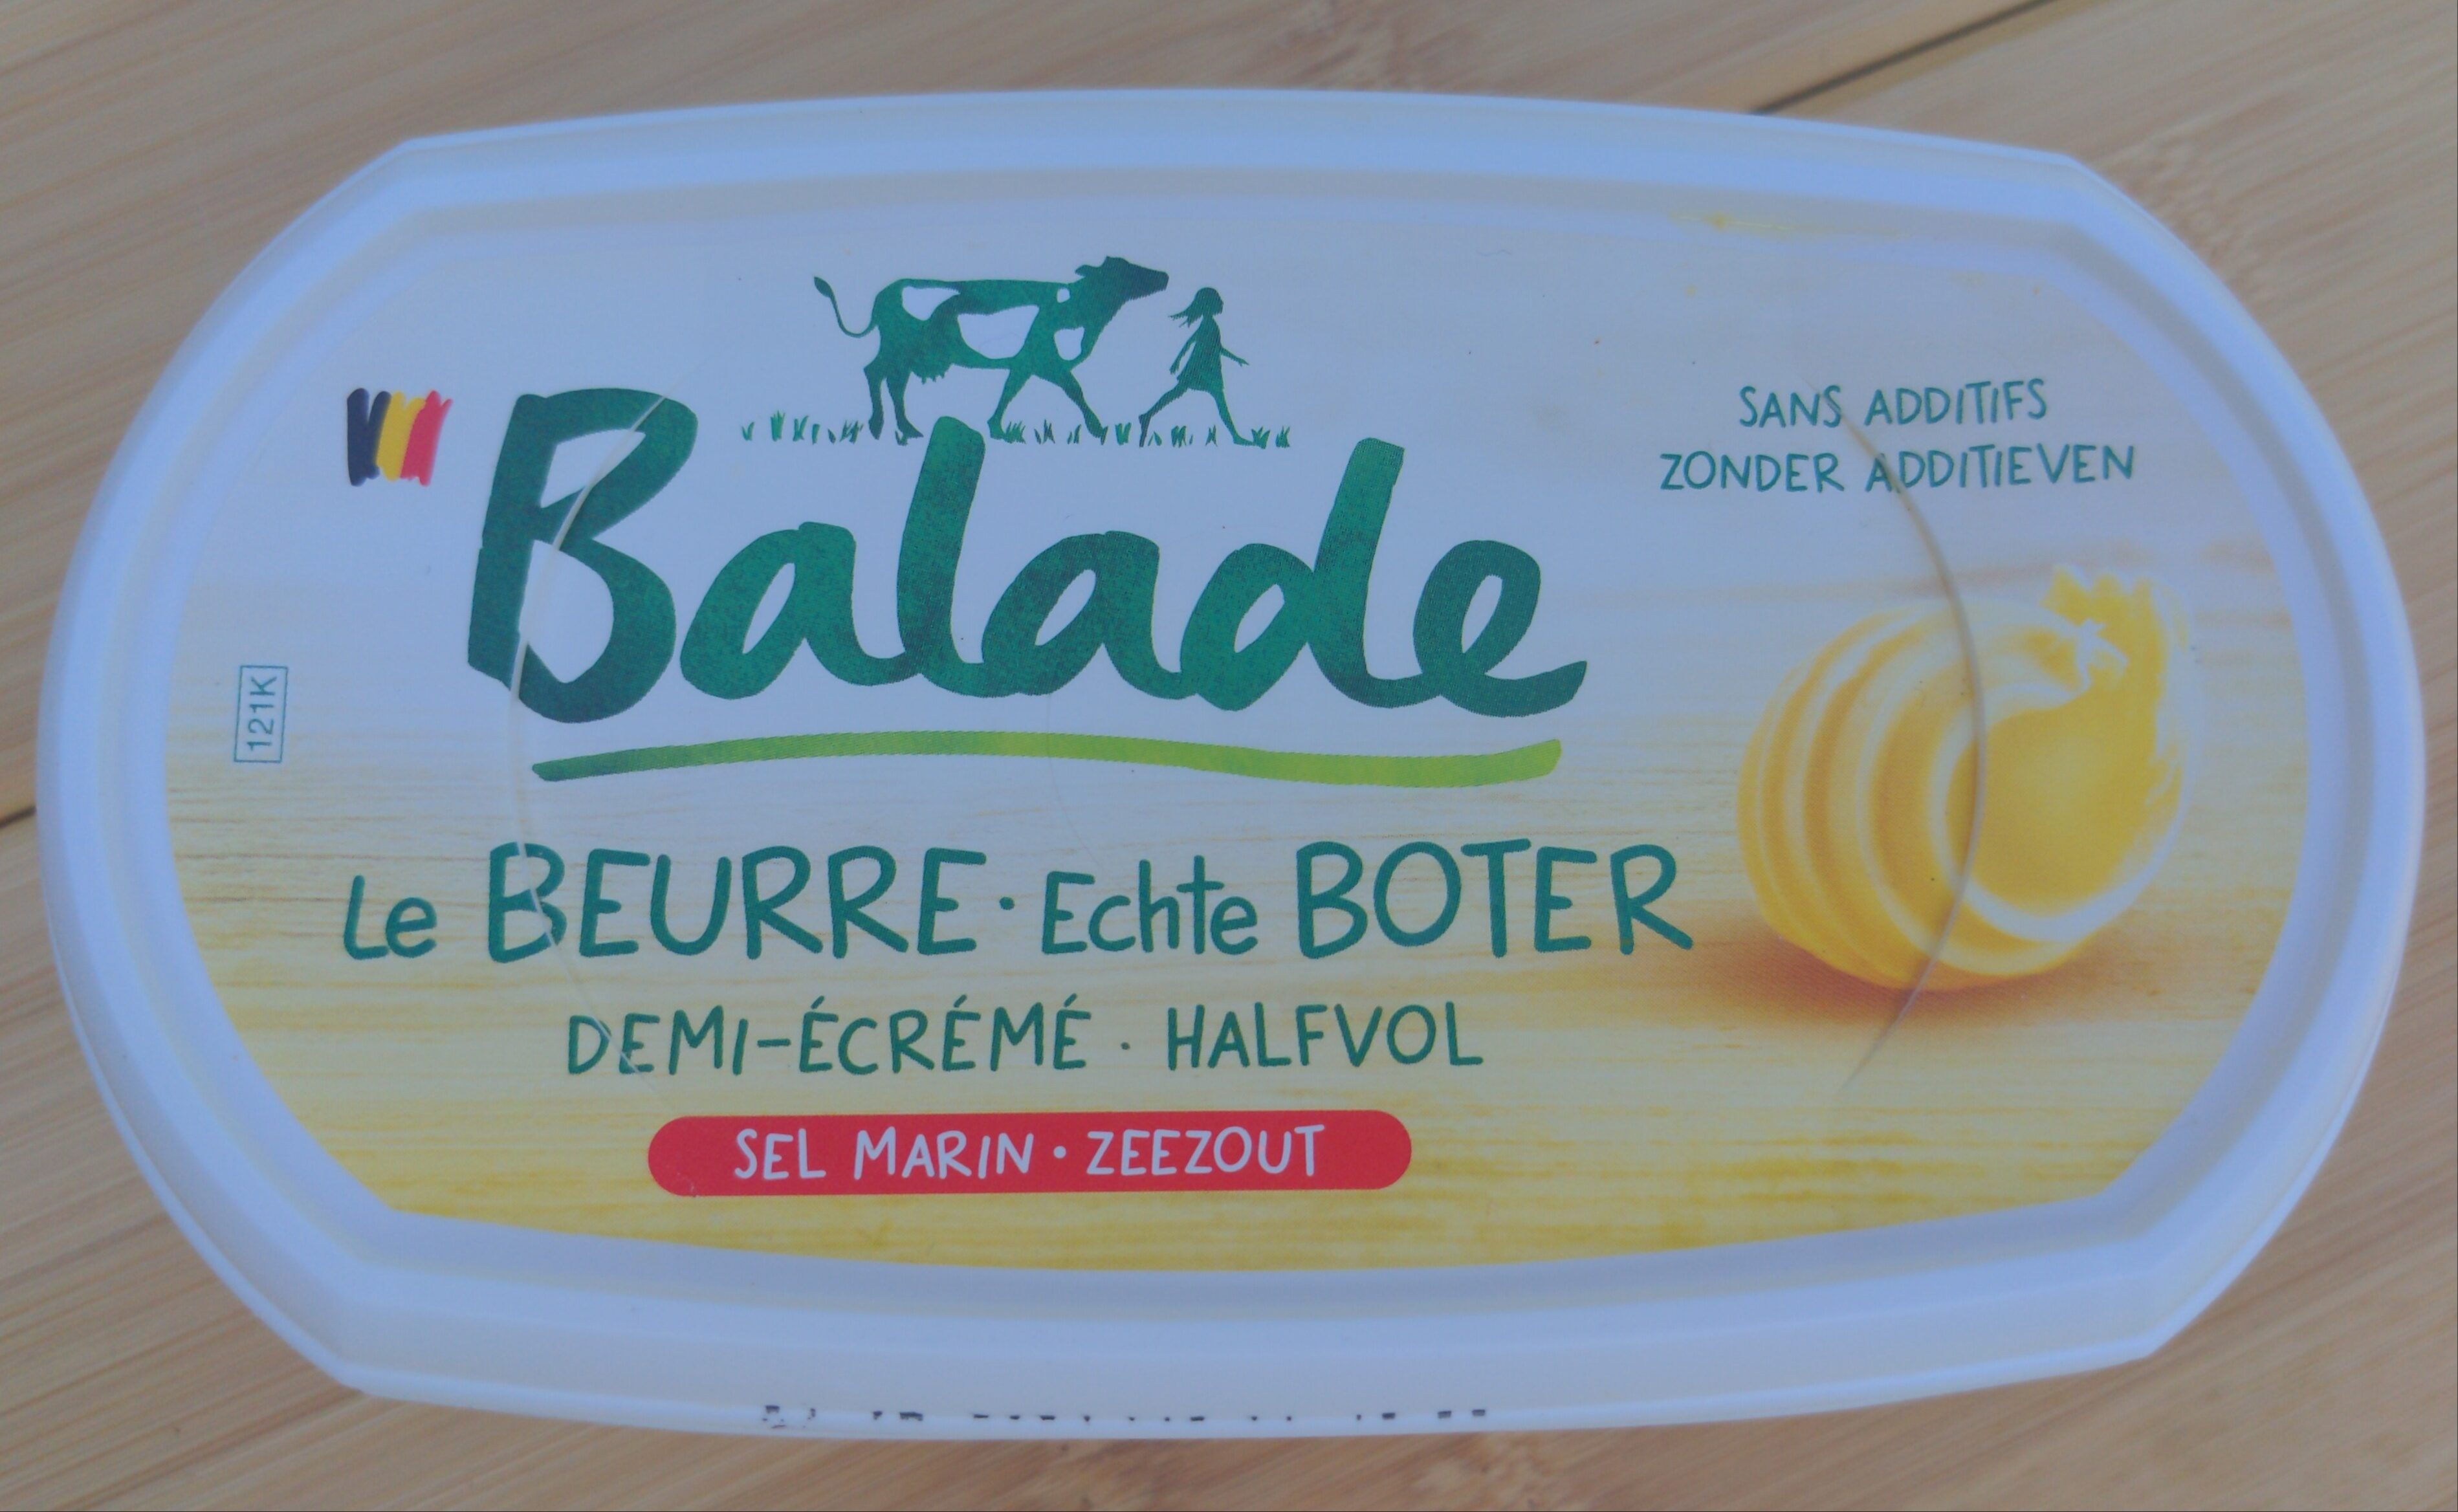 Balade
SANS ADDITIFS
ZONDER ADDITIEVEN
121K
Le BEURRE · Echte BOTER
DEMI-ÉCRÉMÉ · HALFVOL
SEL MARIN • ZEEZOUT